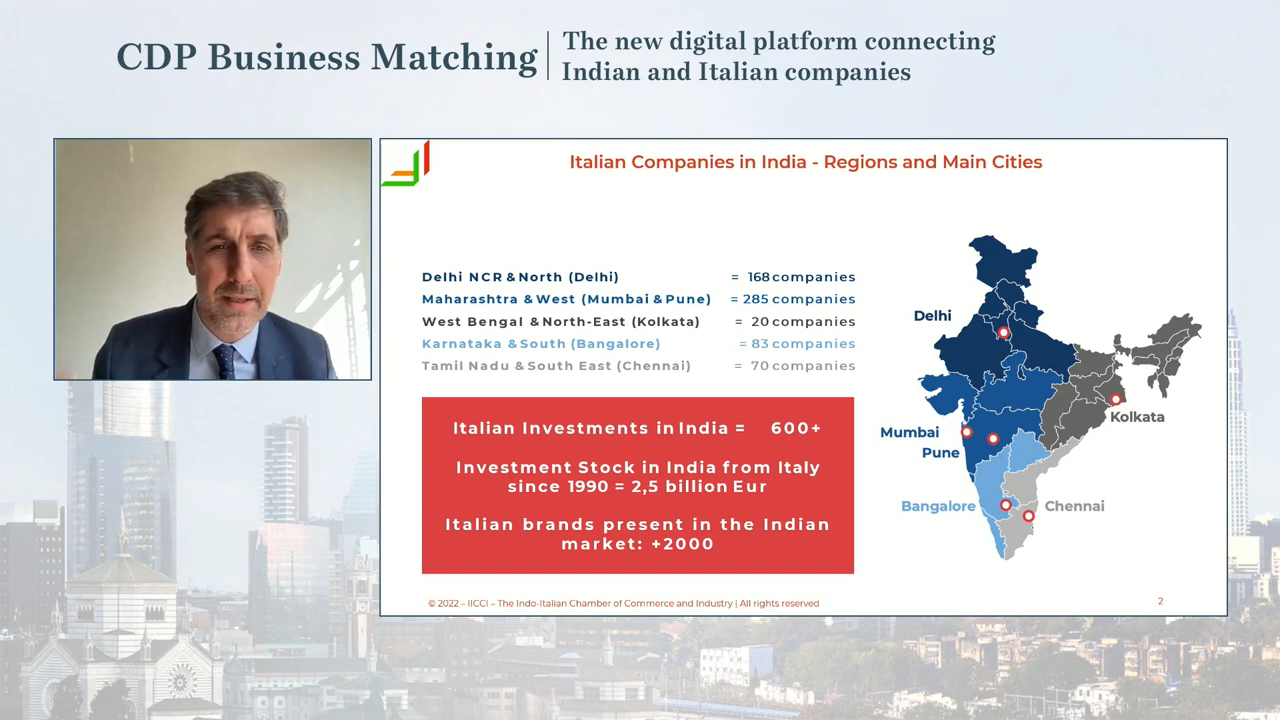 CDP Business Matching
The new digital platform connecting
Indian and Italian companies
Italian Companies in India - Regions and Main Cities
Delhi NCR & North (Delhi) = 168 companies
Maharashtra & West (Mumbai & Pune) = 285 companies
West Bengal & North-East (Kolkata) = 20 companies
Karnataka & South (Bangalore) = 83 companies
Tamil Nadu & South East (Chennai) = 70 companies
Italian Investments in India = 600+
Investment Stock in India from Italy
since 1990 = 2,5 billion Eur
Italian brands present in the Indian
market: +2000
Delhi
Kolkata
Mumbai
Pune
Bangalore
Chennai
© 2022 – IICCI – The Indo-Italian Chamber of Commerce and Industry | All rights reserved
2